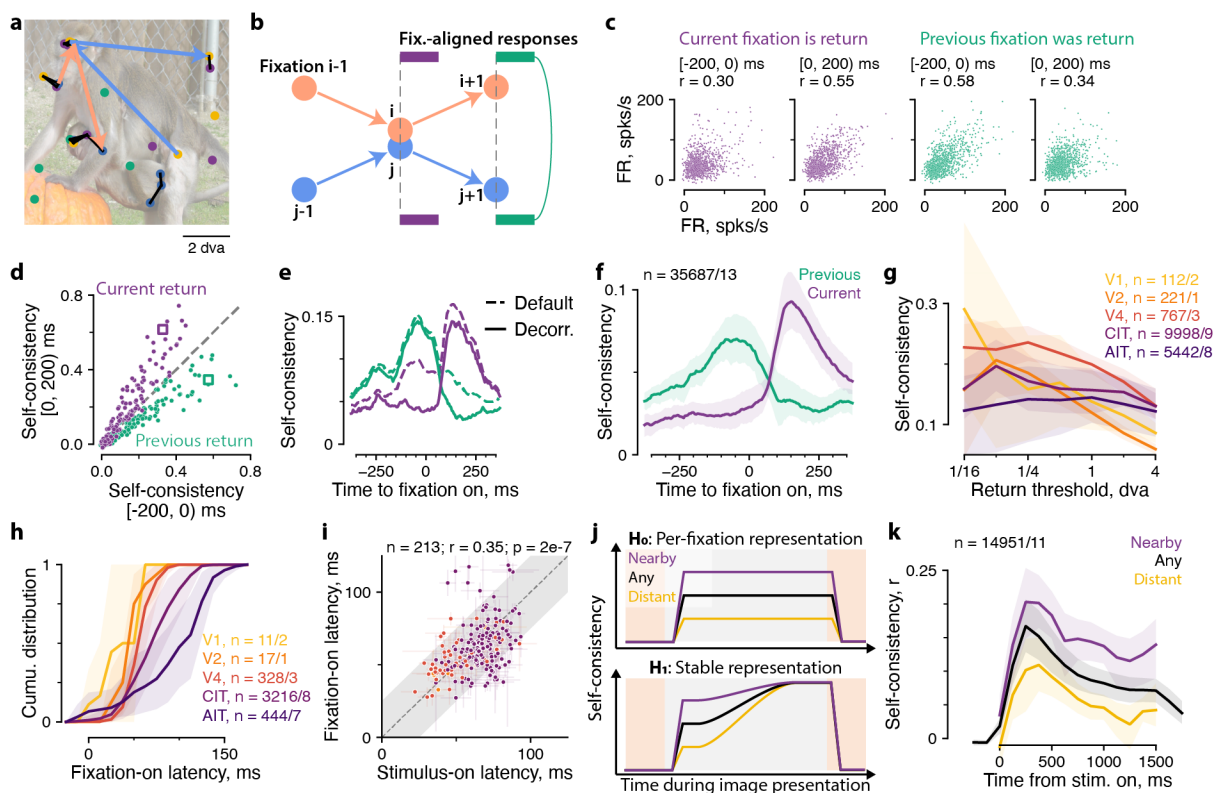 a
2 dva
b
Fix.-aligned responses
Fixation i-1
i+1
i
j
j-1
j+1
c
Current fixation is return
Previous fixation was return
[-200, 0) ms
r = 0.30
[0, 200) ms
r = 0.55
[-200, 0) ms
r = 0.58
[0, 200) ms
r = 0.34
FR, spks/s
200
0
0 200
0 200
0 200
0 200
FR, spks/s
d
Current return
Previous return
Self-consistency
[0, 200) ms
0.8
0.4
0.0
0.0 0.4 0.8
Self-consistency
[-200, 0) ms
e
Default
Decorr.
Self-consistency
0.15
0
−250 0 250
Time to fixation on, ms
f
n = 35687/13
Previous
Current
Self-consistency
0.1
0
−250 0 250
Time to fixation on, ms
g
V1, n = 112/2
V2, n = 221/1
V4, n = 767/3
CIT, n = 9998/9
AIT, n = 5442/8
Self-consistency
0.3
0.1
1/16 1/4 1 4
Return threshold, dva
h
Cumu. distribution
1
0
V1, n = 11/2
V2, n = 17/1
V4, n = 328/3
CIT, n = 3216/8
AIT, n = 444/7
0 150
Fixation-on latency, ms
i
n = 213; r = 0.35; p = 2e-7
Fixation-on latency, ms
100
0
0 100
Stimulus-on latency, ms
j
H₀: Per-fixation representation
Nearby
Any
Distant
H₁: Stable representation
Self-consistency
Time during image presentation
k
n = 14951/11
Nearby
Any
Distant
Self-consistency, r
0.25
0
0 500 1000 1500
Time from stim. on, ms